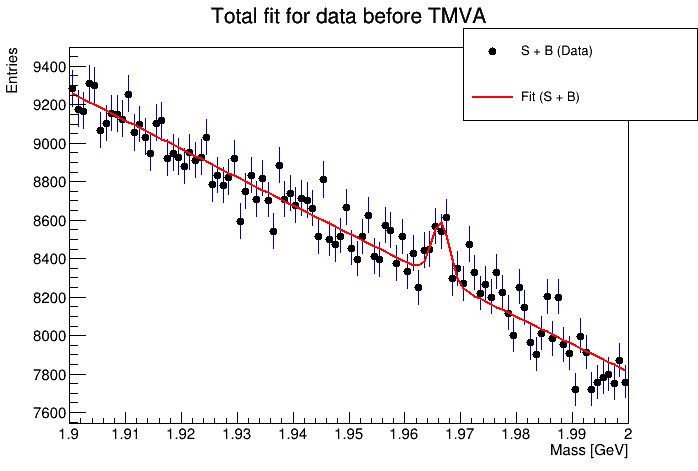 Total fit for data before TMVA
Entries
S + B (Data)
Fit (S + B)
9400
9200
9000
8800
8600
8400
8200
8000
7800
7600
1.9 1.91 1.92 1.93 1.94 1.95 1.96 1.97 1.98 1.99 2
Mass [GeV]